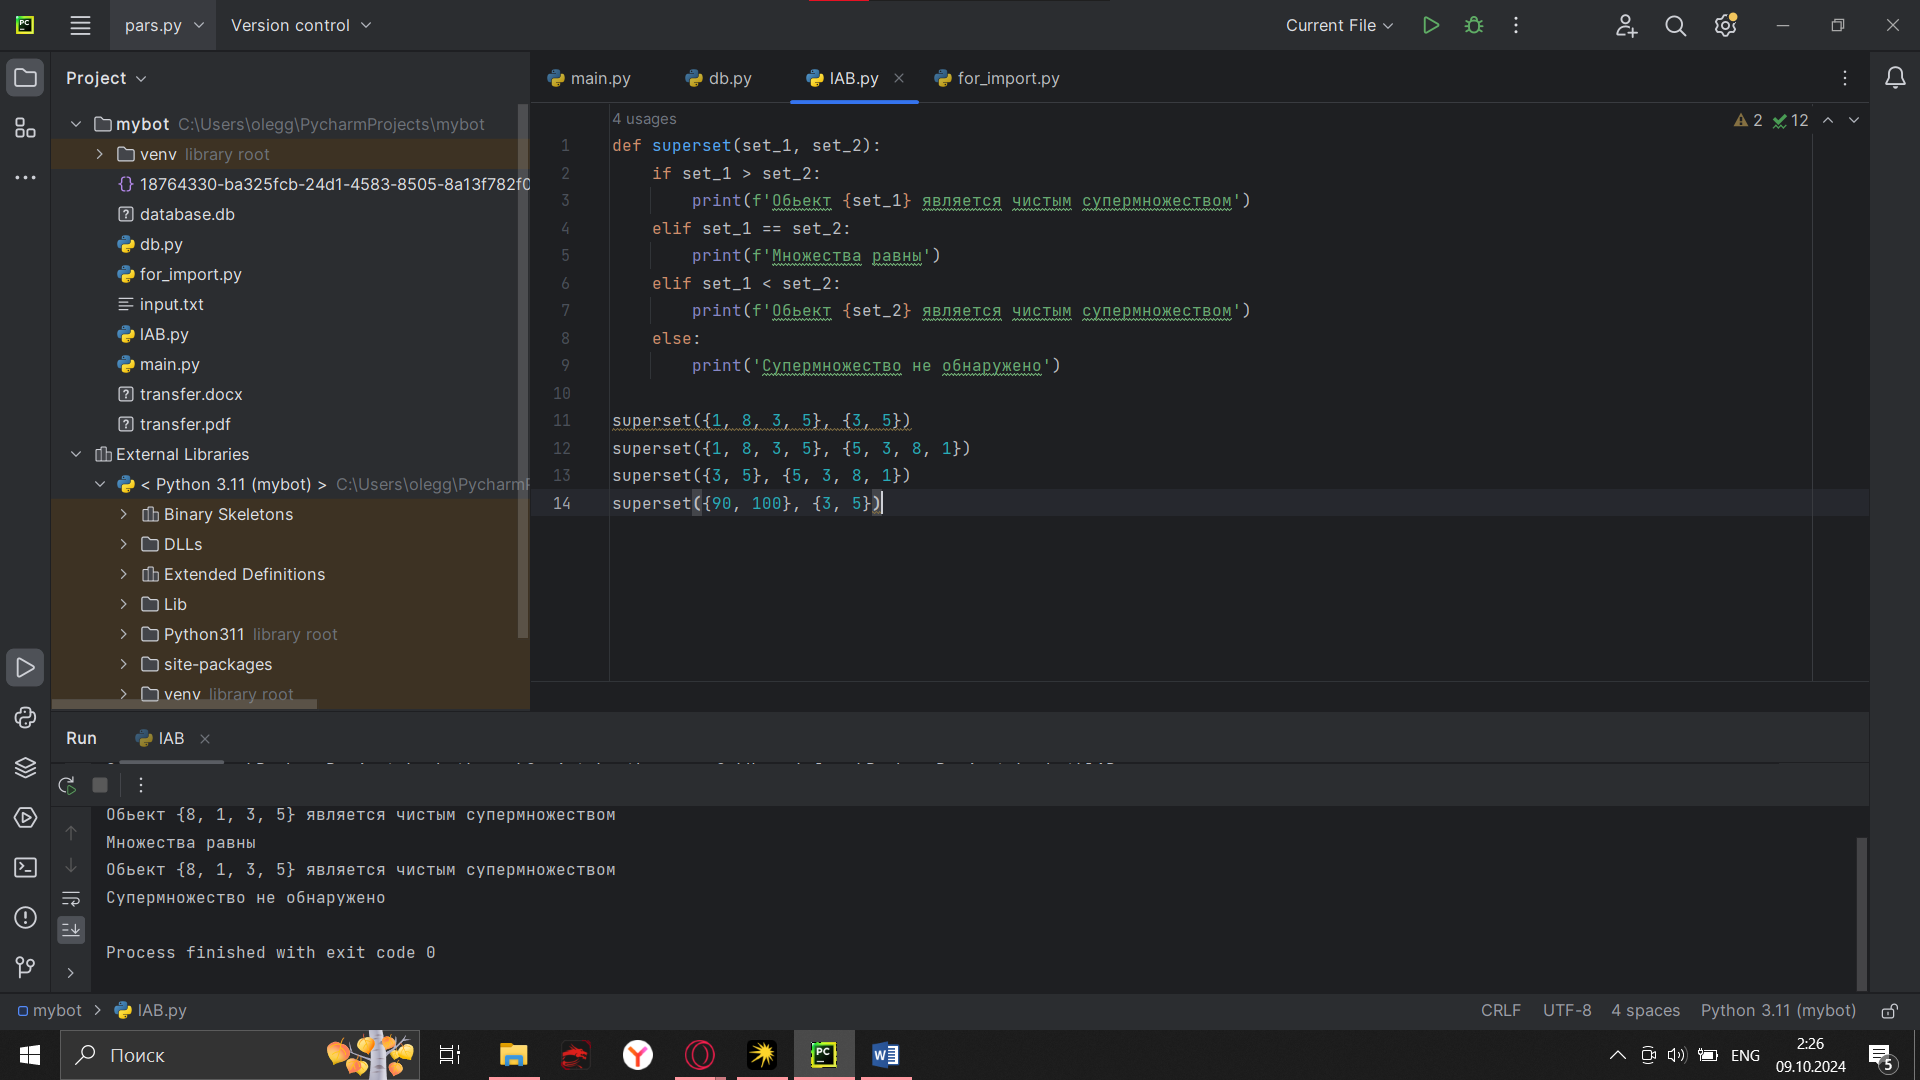 pars.py
Version control
Current File
Project
main.py
db.py
IAB.py
for_import.py
mybot C:\Users\olegg\PycharmProjects\mybot
venv library root
18764330-ba325fcb-24d1-4583-8505-8a13f782f0
database.db
db.py
for_import.py
input.txt
IAB.py
main.py
transfer.docx
transfer.pdf
External Libraries
< Python 3.11 (mybot) > C:\Users\olegg\PycharmP
Binary Skeletons
DLLs
Extended Definitions
Lib
Python311 library root
site-packages
venv library root
4 usages
2 12
1 def superset(set_1, set_2):
2 if set_1 > set_2:
3 print(f'Обьект {set_1} является чистым супермножеством')
4 elif set_1 == set_2:
5 print(f'Множества равны')
6 elif set_1 < set_2:
7 print(f'Обьект {set_2} является чистым супермножеством')
8 else:
9 print('Супермножество не обнаружено')
10
11 superset({1, 8, 3, 5}, {3, 5})
12 superset({1, 8, 3, 5}, {5, 3, 8, 1})
13 superset({3, 5}, {5, 3, 8, 1})
14 superset({90, 100}, {3, 5})
Run
IAB
Обьект {8, 1, 3, 5} является чистым супермножеством
Множества равны
Обьект {8, 1, 3, 5} является чистым супермножеством
Супермножество не обнаружено
Process finished with exit code 0
mybot > IAB.py
CRLF UTF-8 4 spaces Python 3.11 (mybot)
Поиск
ENG
2:26
09.10.2024
5